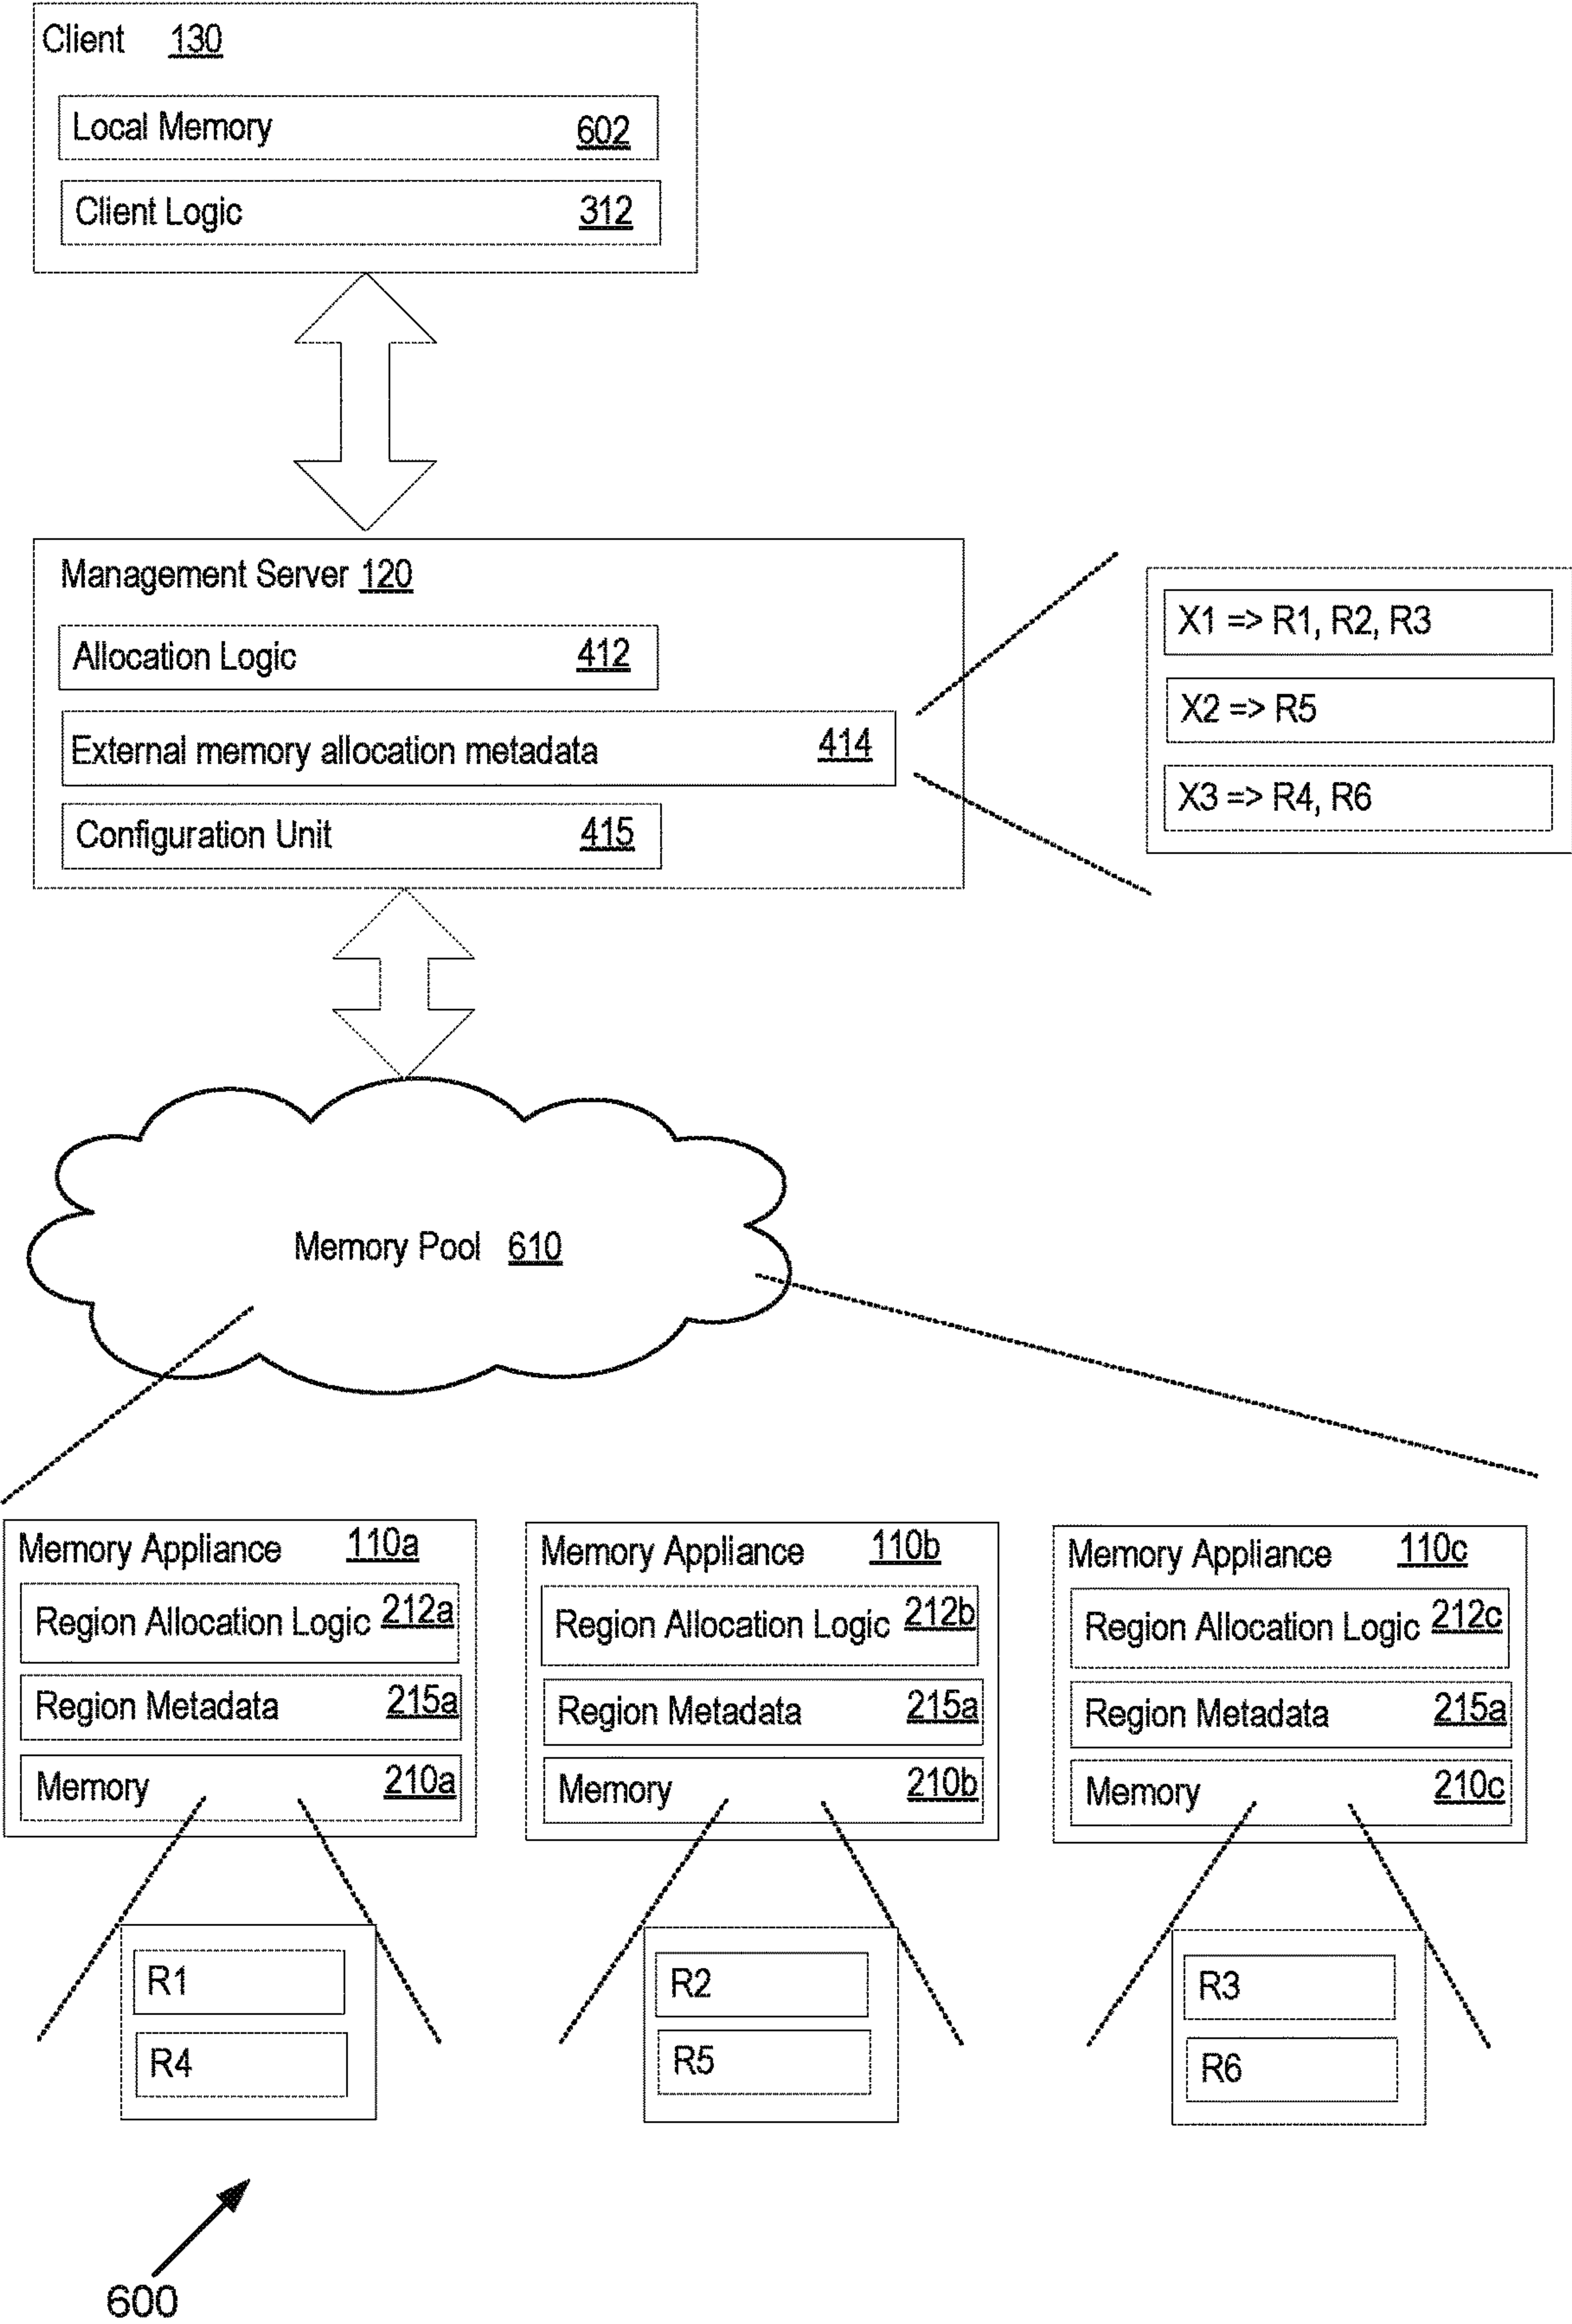 Client 130
Local Memory 602
Client Logic 312
Management Server 120
Allocation Logic 412
External memory allocation metadata 414
Configuration Unit 415
X1 => R1, R2, R3
X2 => R5
X3 => R4, R6
Memory Pool 610
Memory Appliance 110a
Region Allocation Logic 212a
Region Metadata 215a
Memory 210a
R1
R4
Memory Appliance 110b
Region Allocation Logic 212b
Region Metadata 215a
Memory 210b
R2
R5
Memory Appliance 110c
Region Allocation Logic 212c
Region Metadata 215a
Memory 210c
R3
R6
600